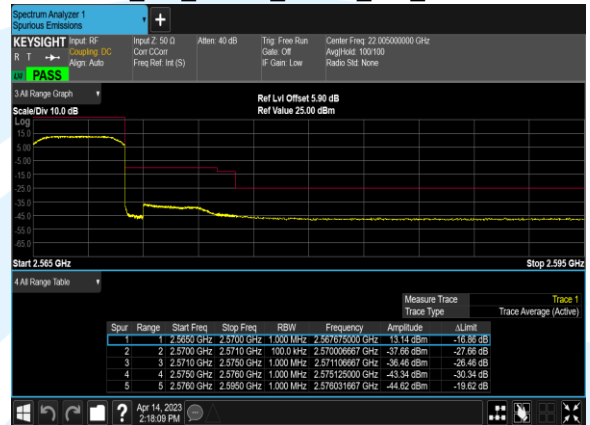 Spectrum Analyzer 1
Spurious Emissions
KEYSIGHT Input: RF Input Z: 50 Ω Atten: 40 dB Trig: Free Run Center Freq: 22.005000000 GHz
R T Coupling: DC Corr CCorr Gate: Off Avg|Hold: 100/100
Align: Auto Freq Ref: Int (S) IF Gain: Low Radio Std: None
LW PASS
3 All Range Graph
Ref Lvl Offset 5.90 dB
Scale/Div 10.0 dB Ref Value 25.00 dBm
Log
15.0
5.00
-5.00
-15.0
-25.0
-35.0
-45.0
-55.0
-65.0
Start 2.565 GHz Stop 2.595 GHz
4 All Range Table
Measure Trace Trace 1
Trace Type Trace Average (Active)
Spur Range Start Freq Stop Freq RBW Frequency Amplitude ΔLimit
1 1 2.5650 GHz 2.5700 GHz 1.000 MHz 2.567675000 GHz 13.14 dBm -16.86 dB
2 2 2.5700 GHz 2.5710 GHz 100.0 kHz 2.570006667 GHz -37.66 dBm -27.66 dB
3 3 2.5710 GHz 2.5750 GHz 1.000 MHz 2.571106667 GHz -36.46 dBm -26.46 dB
4 4 2.5750 GHz 2.5760 GHz 1.000 MHz 2.575125000 GHz -43.34 dBm -30.34 dB
5 5 2.5760 GHz 2.5950 GHz 1.000 MHz 2.576031667 GHz -44.62 dBm -19.62 dB
Apr 14, 2023
2:18:09 PM